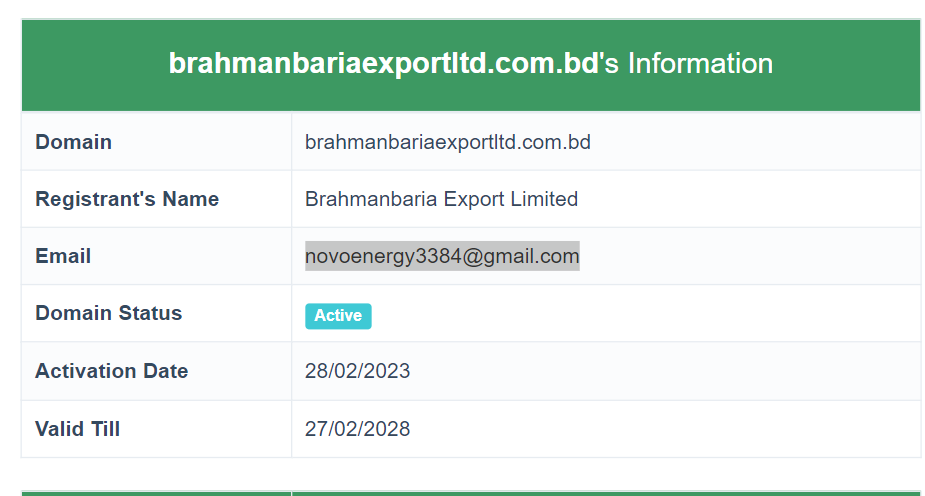 brahmanbariaexportltd.com.bd's Information
Domain brahmanbariaexportltd.com.bd
Registrant's Name Brahmanbaria Export Limited
Email novoenergy3384@gmail.com
Domain Status Active
Activation Date 28/02/2023
Valid Till 27/02/2028